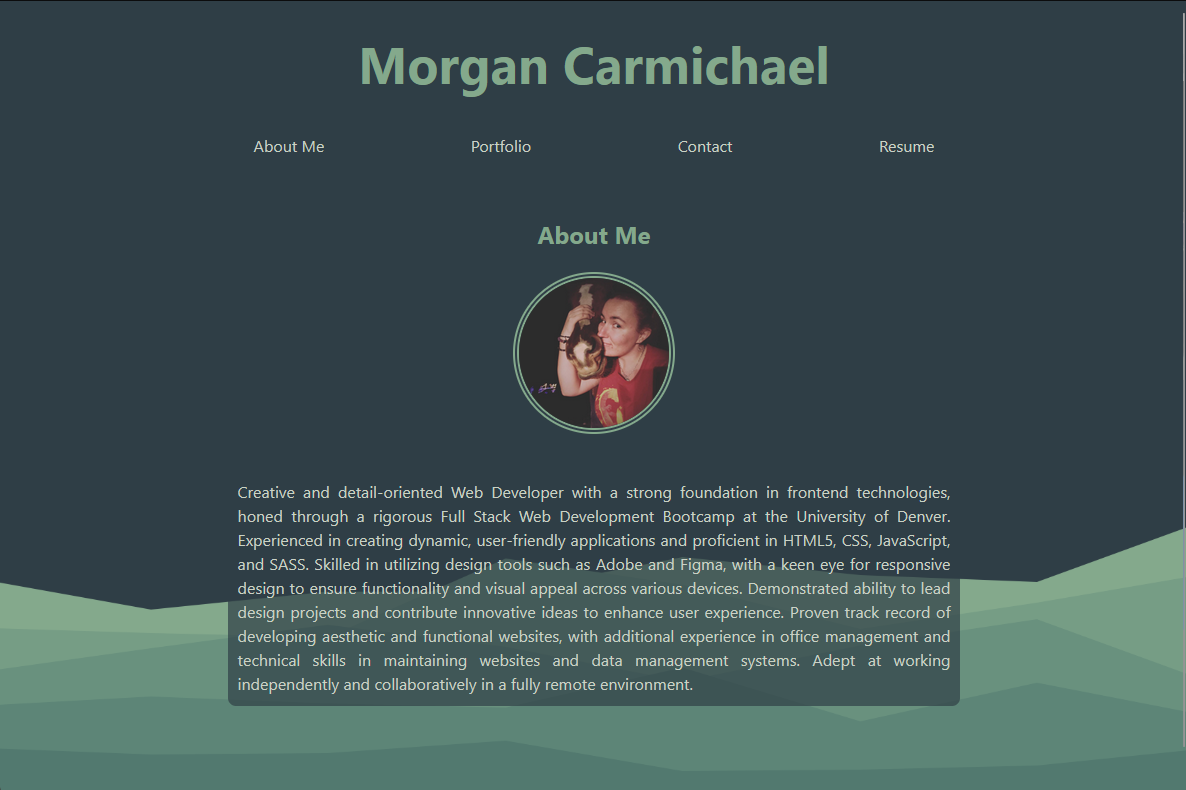 Morgan Carmichael
About Me Portfolio Contact Resume
About Me
Creative and detail-oriented Web Developer with a strong foundation in frontend technologies,
honed through a rigorous Full Stack Web Development Bootcamp at the University of Denver.
Experienced in creating dynamic, user-friendly applications and proficient in HTML5, CSS, JavaScript,
and SASS. Skilled in utilizing design tools such as Adobe and Figma, with a keen eye for responsive
design to ensure functionality and visual appeal across various devices. Demonstrated ability to lead
design projects and contribute innovative ideas to enhance user experience. Proven track record of
developing aesthetic and functional websites, with additional experience in office management and
technical skills in maintaining websites and data management systems. Adept at working
independently and collaboratively in a fully remote environment.